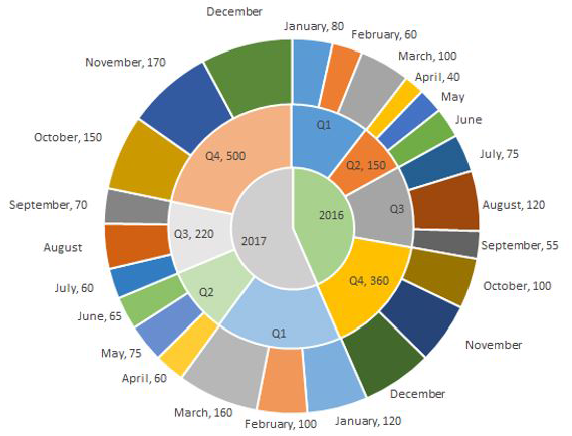 December
January, 80
February, 60
March, 100
April, 40
May
June
July, 75
August, 120
September, 55
October, 100
November
December
January, 120
February, 100
March, 160
April, 60
May, 75
June, 65
July, 60
August
September, 70
October, 150
November, 170
Q1
Q2, 150
Q3
Q4, 360
Q1
Q2
Q3, 220
Q4, 500
2016
2017